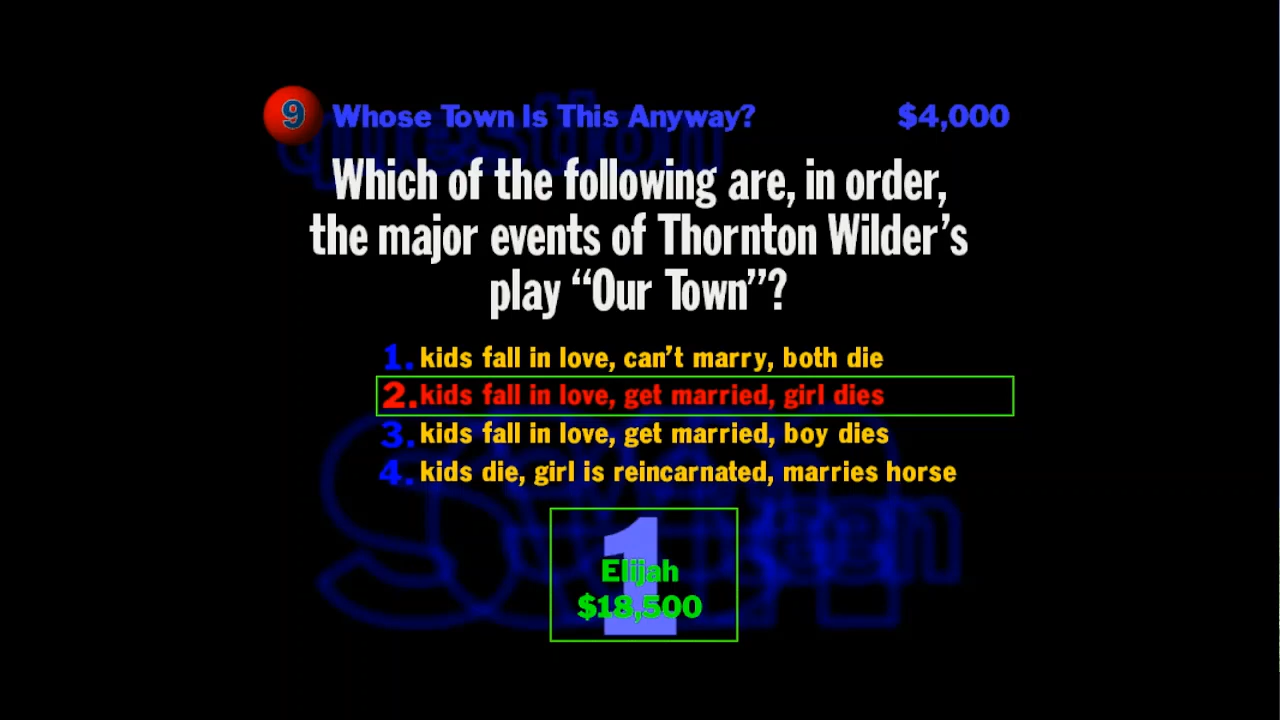 9 Whose Town Is This Anyway? $4,000
Which of the following are, in order,
the major events of Thornton Wilder’s
play “Our Town”?
1. kids fall in love, can’t marry, both die
2. kids fall in love, get married, girl dies
3. kids fall in love, get married, boy dies
4. kids die, girl is reincarnated, marries horse
1
Elijah
$18,500
question